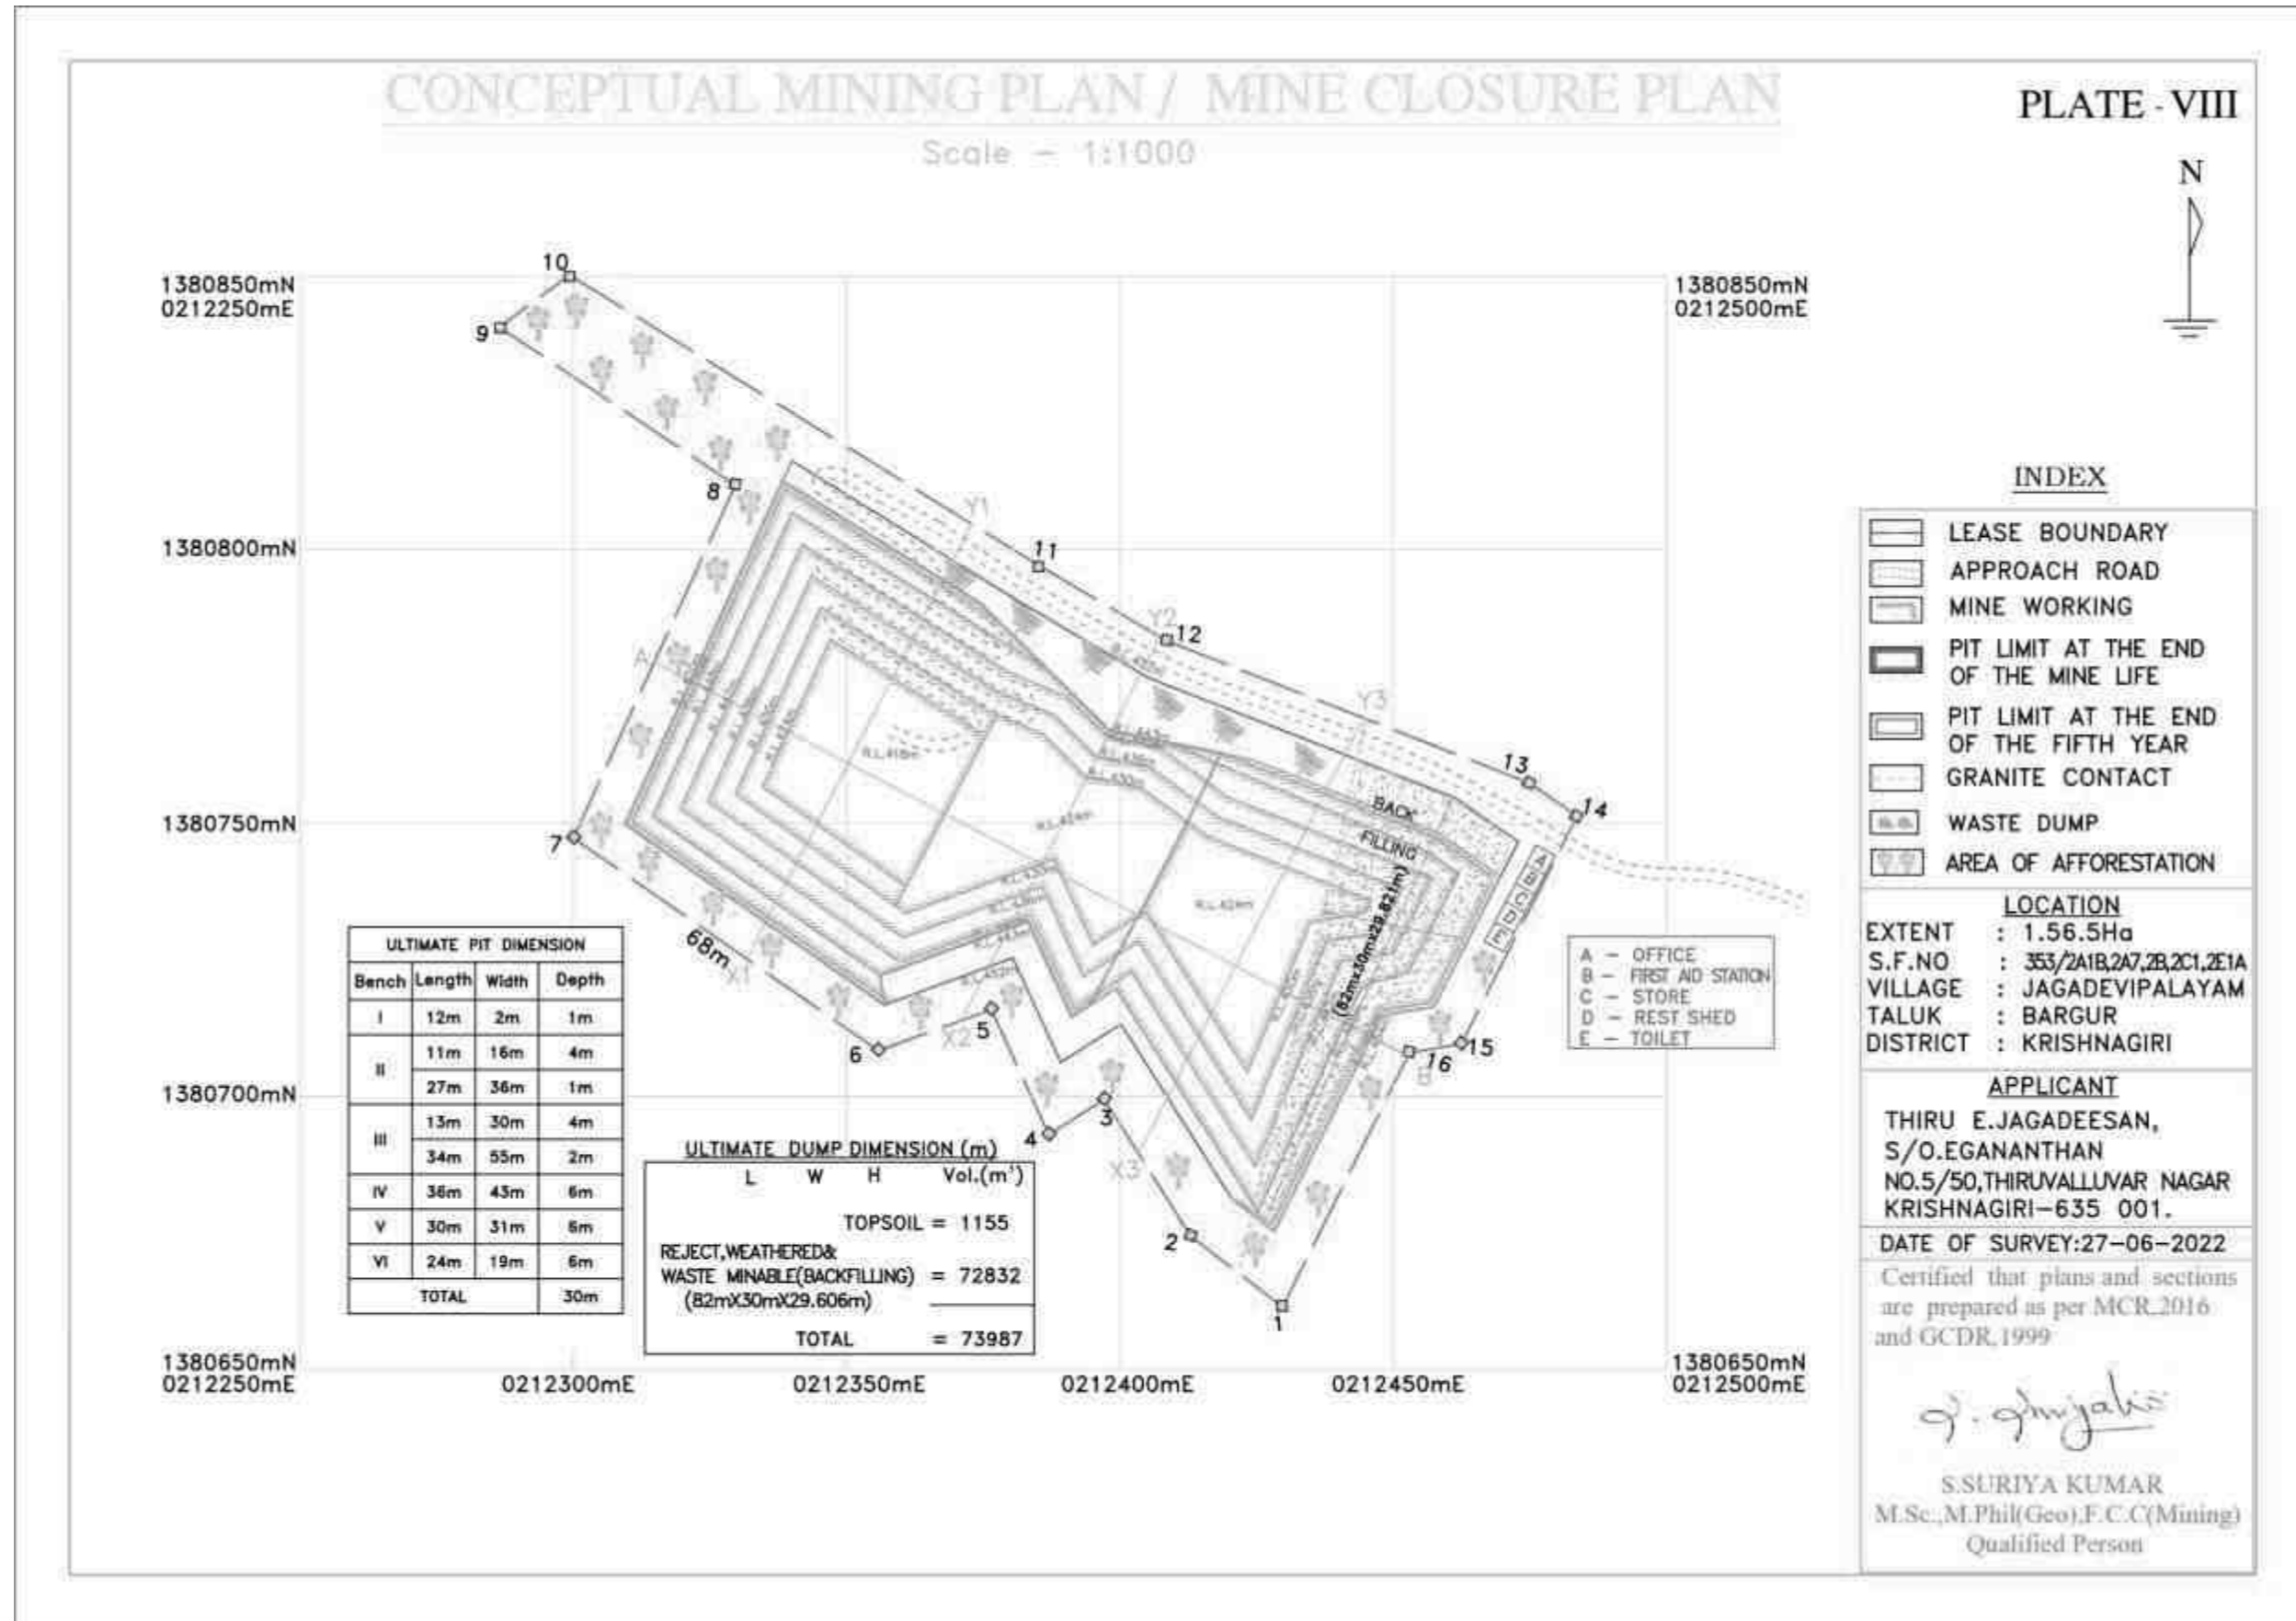 CONCEPTUAL MINING PLAN / MINE CLOSURE PLAN
Scale - 1:1000
PLATE - VIII
N
1380850mN
0212250mE
1380850mN
0212500mE
10
9
8
Y1
11
1380800mN
Y2
12
A
Y3
13
14
1380750mN
7
R.L.418m
R.L.424m
R.L.424m
BACK
FILLING
(82mx30mx29.821m)
A
B
C
D
E
68m
X1
R.L.452m
X2
5
6
16
15
1380700mN
4
3
X3
2
1
1380650mN
0212250mE
0212300mE
0212350mE
0212400mE
0212450mE
1380650mN
0212500mE
ULTIMATE PIT DIMENSION
Bench Length Width Depth
I 12m 2m 1m
II 11m 16m 4m
27m 36m 1m
III 13m 30m 4m
34m 55m 2m
IV 36m 43m 6m
V 30m 31m 6m
VI 24m 19m 6m
TOTAL 30m
ULTIMATE DUMP DIMENSION (m)
L W H Vol.(m³)
TOPSOIL = 1155
REJECT,WEATHERED&
WASTE MINABLE(BACKFILLING) = 72832
(82mX30mX29.606m)
TOTAL = 73987
A - OFFICE
B - FIRST AID STATION
C - STORE
D - REST SHED
E - TOILET
INDEX
LEASE BOUNDARY
APPROACH ROAD
MINE WORKING
PIT LIMIT AT THE END
OF THE MINE LIFE
PIT LIMIT AT THE END
OF THE FIFTH YEAR
GRANITE CONTACT
WASTE DUMP
AREA OF AFFORESTATION
LOCATION
EXTENT : 1.56.5Ha
S.F.NO : 353/2A1B,2A7,2B,2C1,2E1A
VILLAGE : JAGADEVIPALAYAM
TALUK : BARGUR
DISTRICT : KRISHNAGIRI
APPLICANT
THIRU E.JAGADEESAN,
S/O.EGANANTHAN
NO.5/50,THIRUVALLUVAR NAGAR
KRISHNAGIRI-635 001.
DATE OF SURVEY:27-06-2022
Certified that plans and sections
are prepared as per MCR,2016
and GCDR,1999
S.SURIYA KUMAR
M.Sc.,M.Phil(Geo),F.C.C(Mining)
Qualified Person